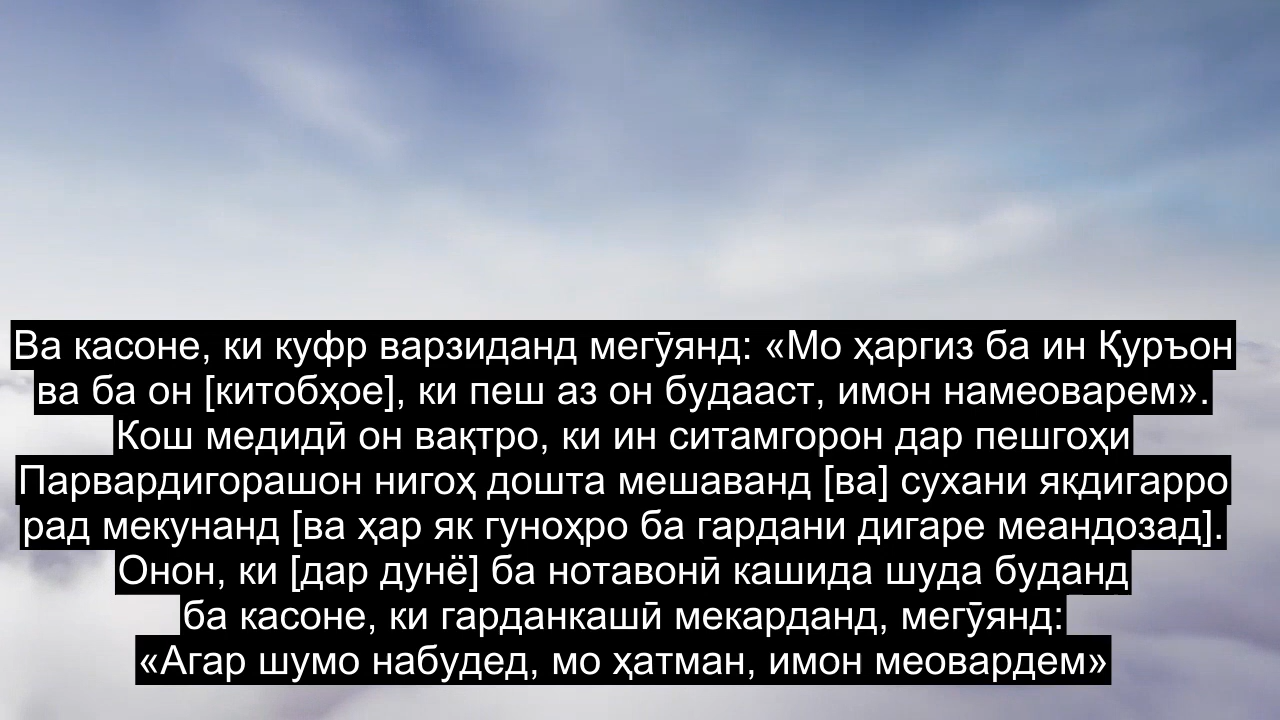 Ва касоне, ки куфр варзиданд мегӯянд: «Мо ҳаргиз ба ин Қуръон
ва ба он [китобҳое], ки пеш аз он будааст, имон намеоварем».
Кош медидӣ он вақтро, ки ин ситамгорон дар пешгоҳи
Парвардигорашон нигоҳ дошта мешаванд [ва] сухани якдигарро
рад мекунанд [ва ҳар як гуноҳро ба гардани дигаре меандозад].
Онон, ки [дар дунё] ба нотавонӣ кашида шуда буданд
ба касоне, ки гарданкашӣ мекарданд, мегӯянд:
«Агар шумо набудед, мо ҳатман, имон меовардем»